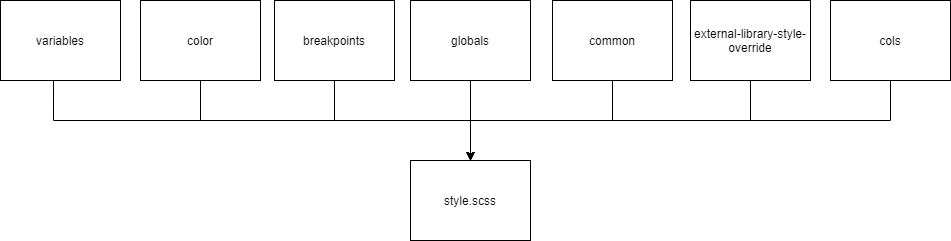 variables
color
breakpoints
globals
common
external-library-style-
override
cols
style.scss